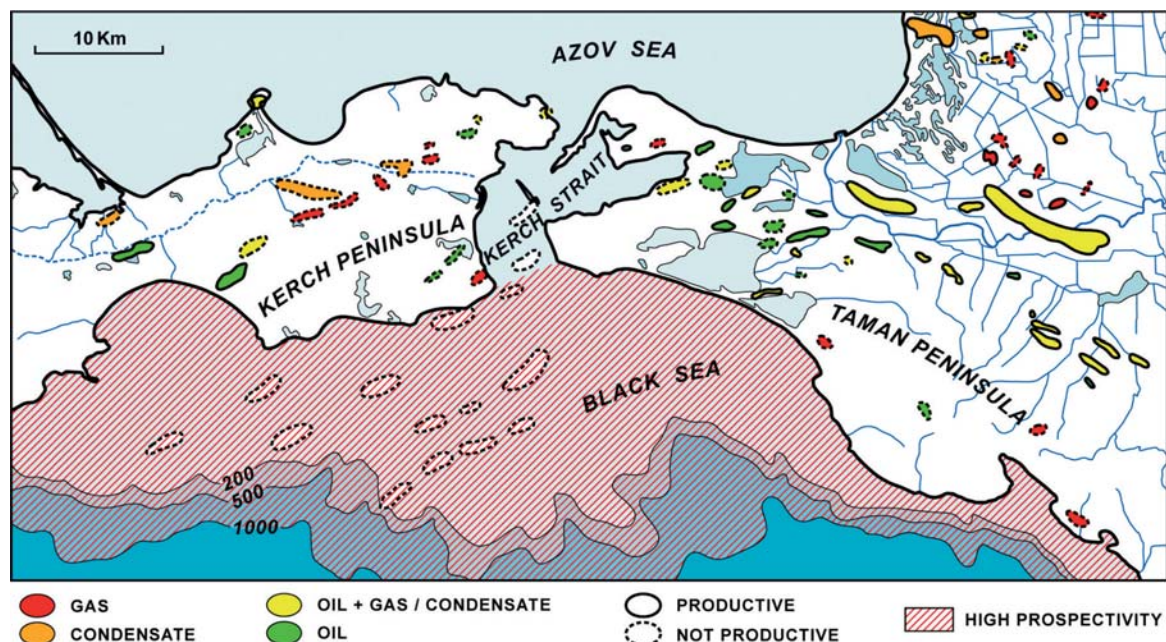 10 Km
AZOV SEA
KERCH STRAIT
KERCH PENINSULA
TAMAN PENINSULA
BLACK SEA
200
500
1000
GAS
CONDENSATE
OIL + GAS / CONDENSATE
OIL
PRODUCTIVE
NOT PRODUCTIVE
HIGH PROSPECTIVITY